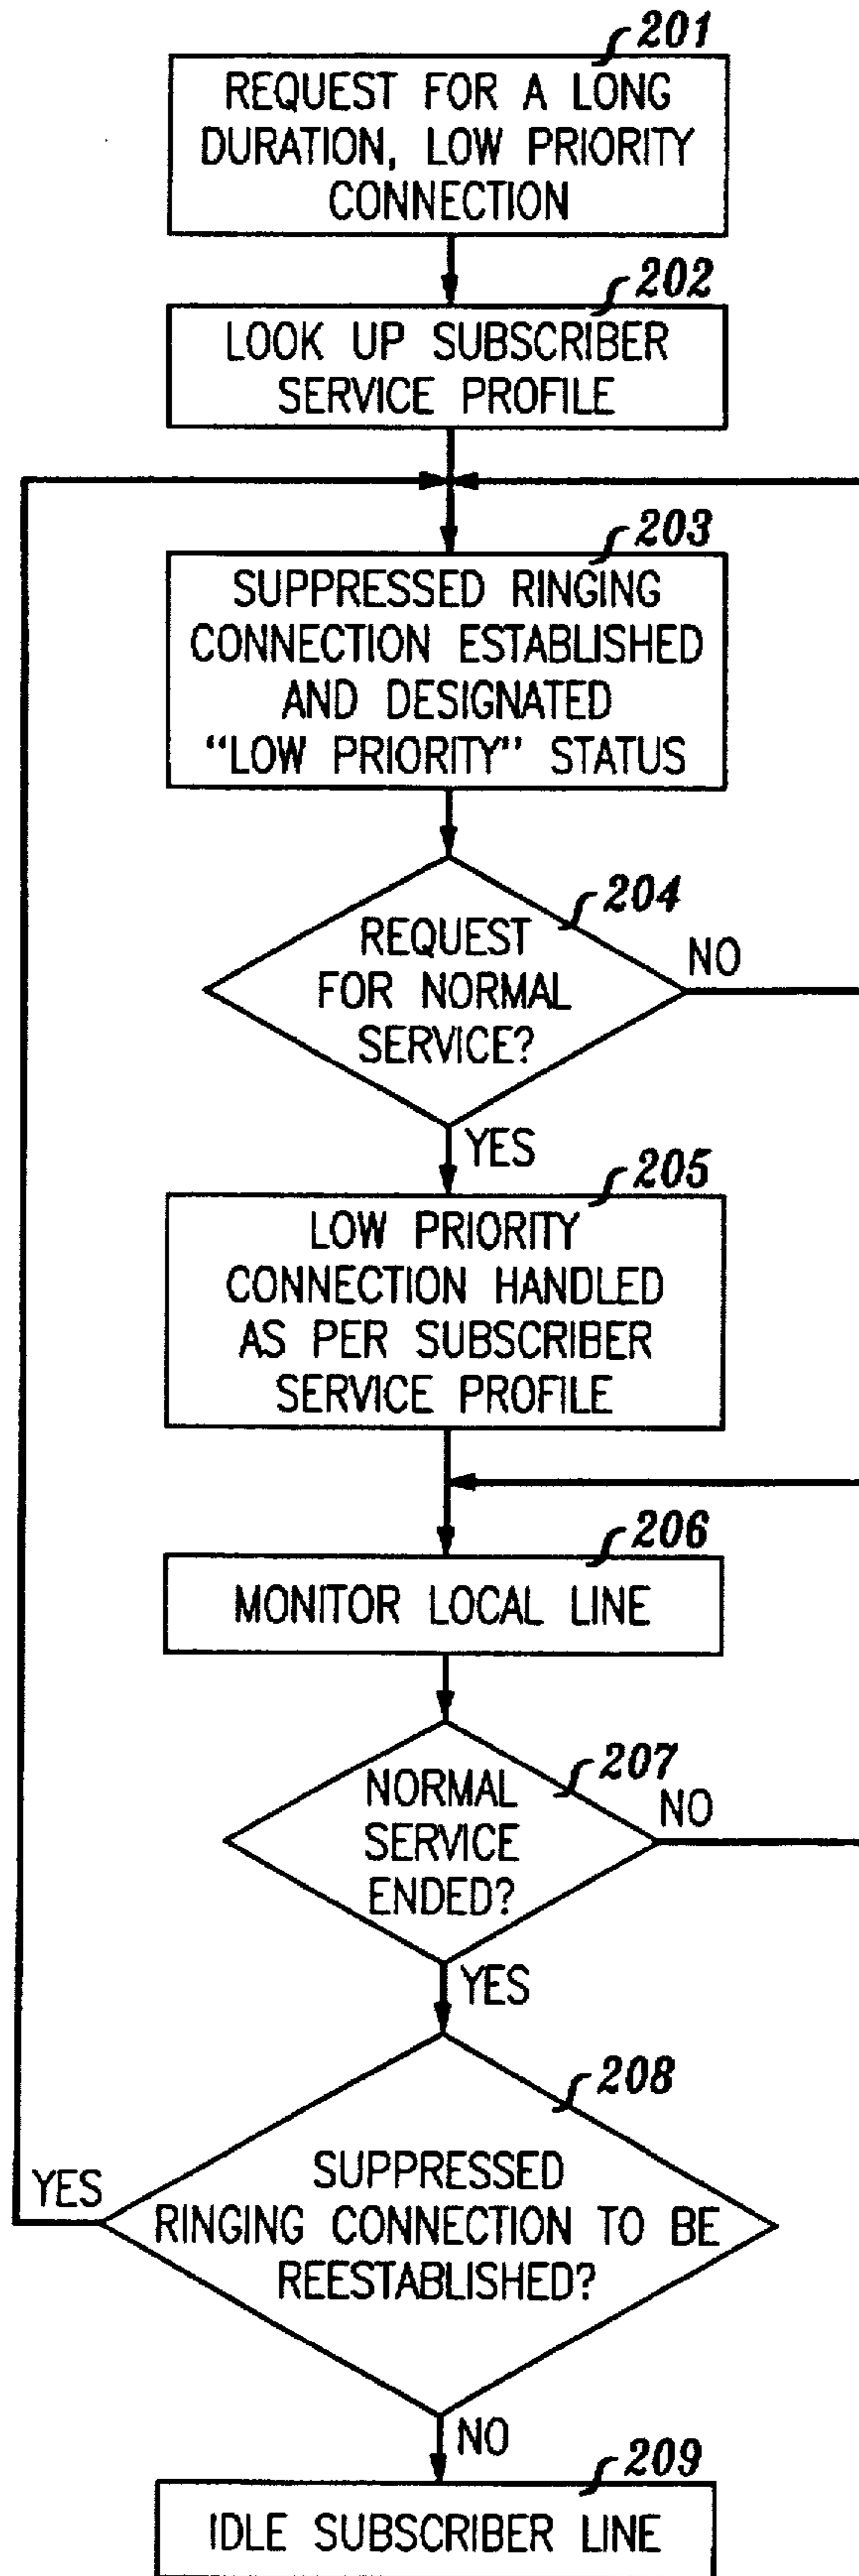 201
REQUEST FOR A LONG
DURATION, LOW PRIORITY
CONNECTION
202
LOOK UP SUBSCRIBER
SERVICE PROFILE
203
SUPPRESSED RINGING
CONNECTION ESTABLISHED
AND DESIGNATED
“LOW PRIORITY” STATUS
204
REQUEST
FOR NORMAL
SERVICE?
NO
YES
205
LOW PRIORITY
CONNECTION HANDLED
AS PER SUBSCRIBER
SERVICE PROFILE
206
MONITOR LOCAL LINE
207
NORMAL
SERVICE
ENDED?
NO
YES
208
SUPPRESSED
RINGING CONNECTION TO BE
REESTABLISHED?
YES
NO
209
IDLE SUBSCRIBER LINE